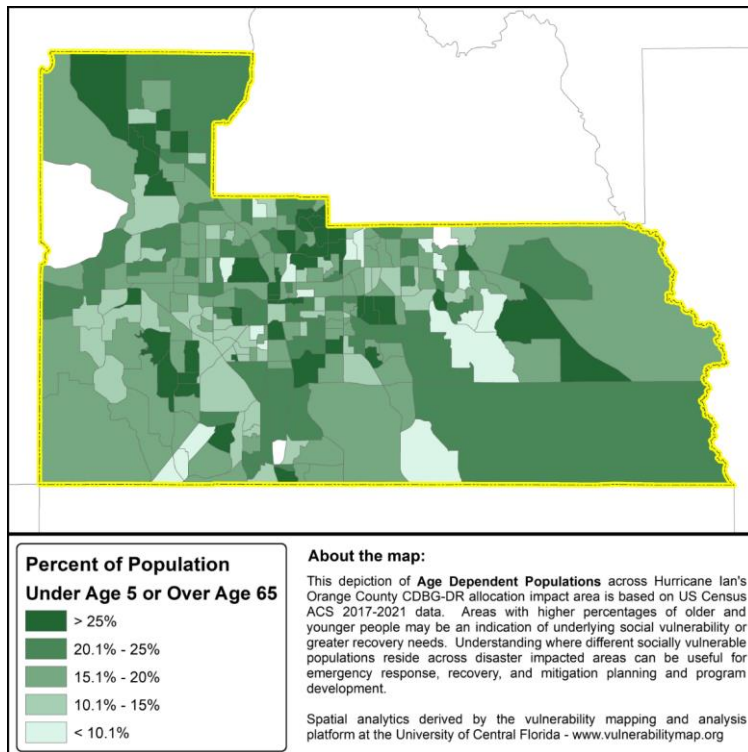 Percent of Population
Under Age 5 or Over Age 65
> 25%
20.1% - 25%
15.1% - 20%
10.1% - 15%
< 10.1%
About the map:
This depiction of Age Dependent Populations across Hurricane Ian's
Orange County CDBG-DR allocation impact area is based on US Census
ACS 2017-2021 data. Areas with higher percentages of older and
younger people may be an indication of underlying social vulnerability or
greater recovery needs. Understanding where different socially vulnerable
populations reside across disaster impacted areas can be useful for
emergency response, recovery, and mitigation planning and program
development.
Spatial analytics derived by the vulnerability mapping and analysis
platform at the University of Central Florida - www.vulnerabilitymap.org